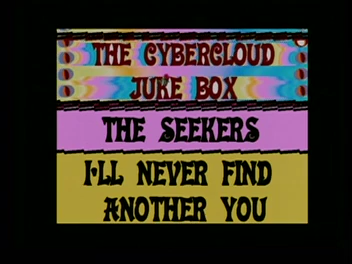 THE CYBERCLOUD
JUKE BOX
THE SEEKERS
I'LL NEVER FIND
ANOTHER YOU